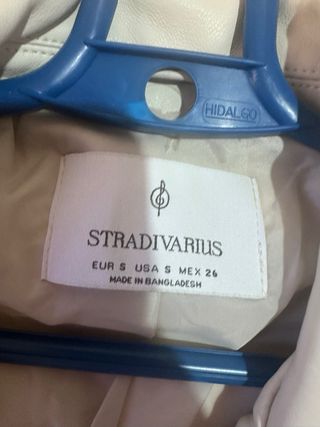 HIDALGO
STRADIVARIUS
EUR S USA S MEX 26
MADE IN BANGLADESH